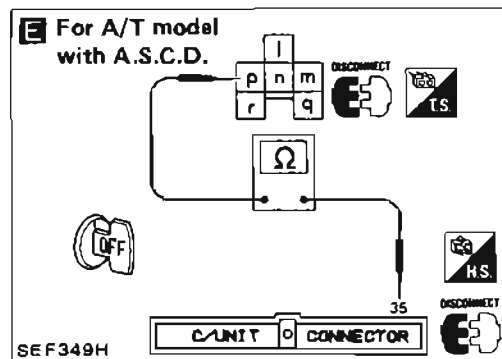 E For A/T model
with A.S.C.D.
l
p n m
r q
DISCONNECT
T.S.
Ω
OFF
H.S.
35
DISCONNECT
C/UNIT CONNECTOR
SEF349H